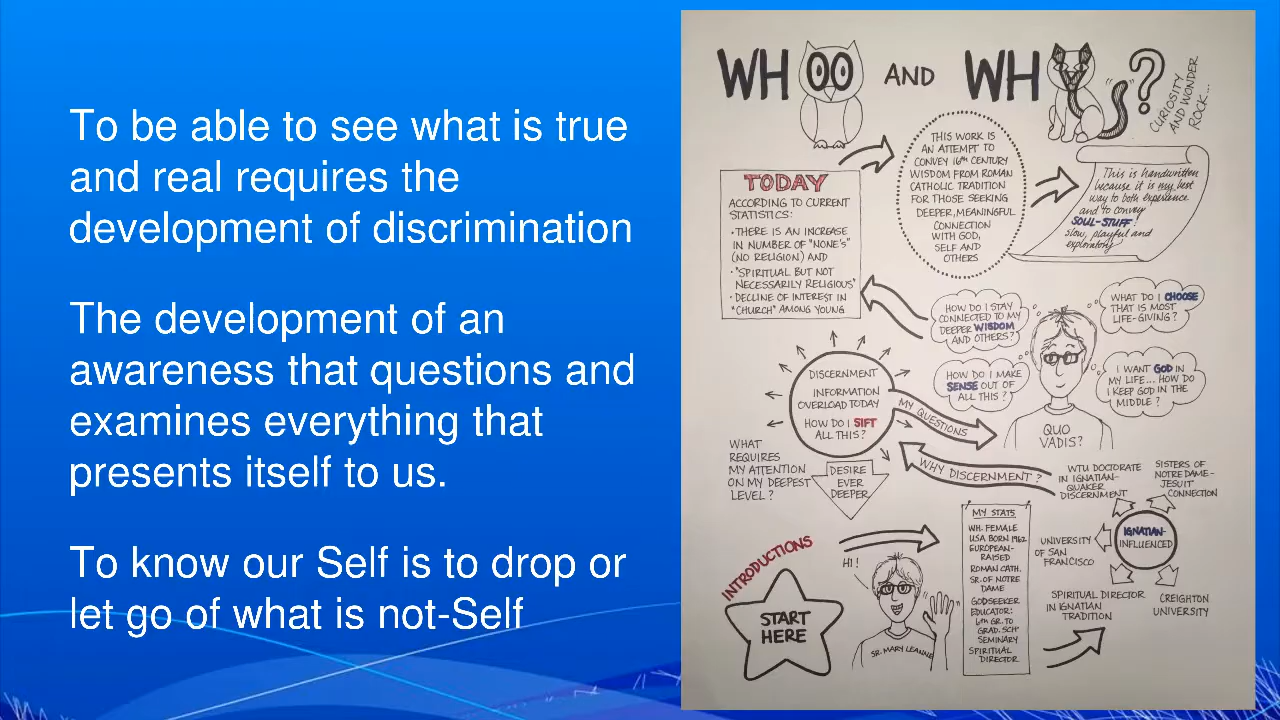 To be able to see what is true
and real requires the
development of discrimination
The development of an
awareness that questions and
examines everything that
presents itself to us.
To know our Self is to drop or
let go of what is not-Self
WH AND WH ?
CURIOSITY
AND WONDER
ROCK...
THIS WORK IS
AN ATTEMPT TO
CONVEY 16th CENTURY
WISDOM FROM ROMAN
CATHOLIC TRADITION
FOR THOSE SEEKING
DEEPER, MEANINGFUL
CONNECTION
WITH GOD,
SELF AND
OTHERS
This is handwritten
because it is my best
way to both experience
and to convey
SOUL-STUFF!
slow, playful and
exploratory
TODAY
ACCORDING TO CURRENT
STATISTICS:
• THERE IS AN INCREASE
IN NUMBER OF "NONE'S"
(NO RELIGION) AND
• "SPIRITUAL BUT NOT
NECESSARILY RELIGIOUS"
• DECLINE OF INTEREST IN
"CHURCH" AMONG YOUNG
HOW DO I STAY
CONNECTED TO MY
DEEPER WISDOM
AND OTHERS?
WHAT DO I CHOOSE
THAT IS MOST
LIFE-GIVING?
HOW DO I MAKE
SENSE OUT OF
ALL THIS?
I WANT GOD IN
MY LIFE... HOW DO
I KEEP GOD IN THE
MIDDLE?
QUO
VADIS?
DISCERNMENT
INFORMATION
OVERLOAD TODAY
HOW DO I SIFT
ALL THIS?
MY QUESTIONS
WHAT
REQUIRES
MY ATTENTION
ON MY DEEPEST
LEVEL?
DESIRE
EVER
DEEPER
WHY DISCERNMENT?
WTU DOCTORATE
IN IGNATIAN-
QUAKER
DISCERNMENT
SISTERS OF
NOTRE DAME-
JESUIT
CONNECTION
IGNATIAN-
INFLUENCED
UNIVERSITY
OF SAN
FRANCISCO
SPIRITUAL DIRECTOR
IN IGNATIAN
TRADITION
CREIGHTON
UNIVERSITY
MY STATS
WH. FEMALE
USA BORN 1962
EUROPEAN-
RAISED
ROMAN CATH.
SR. OF NOTRE
DAME
GODSEEKER
EDUCATOR:
6th GR. TO
GRAD. SCH
SEMINARY
SPIRITUAL
DIRECTOR
INTRODUCTIONS
START
HERE
HI!
SR. MARY LEANNE